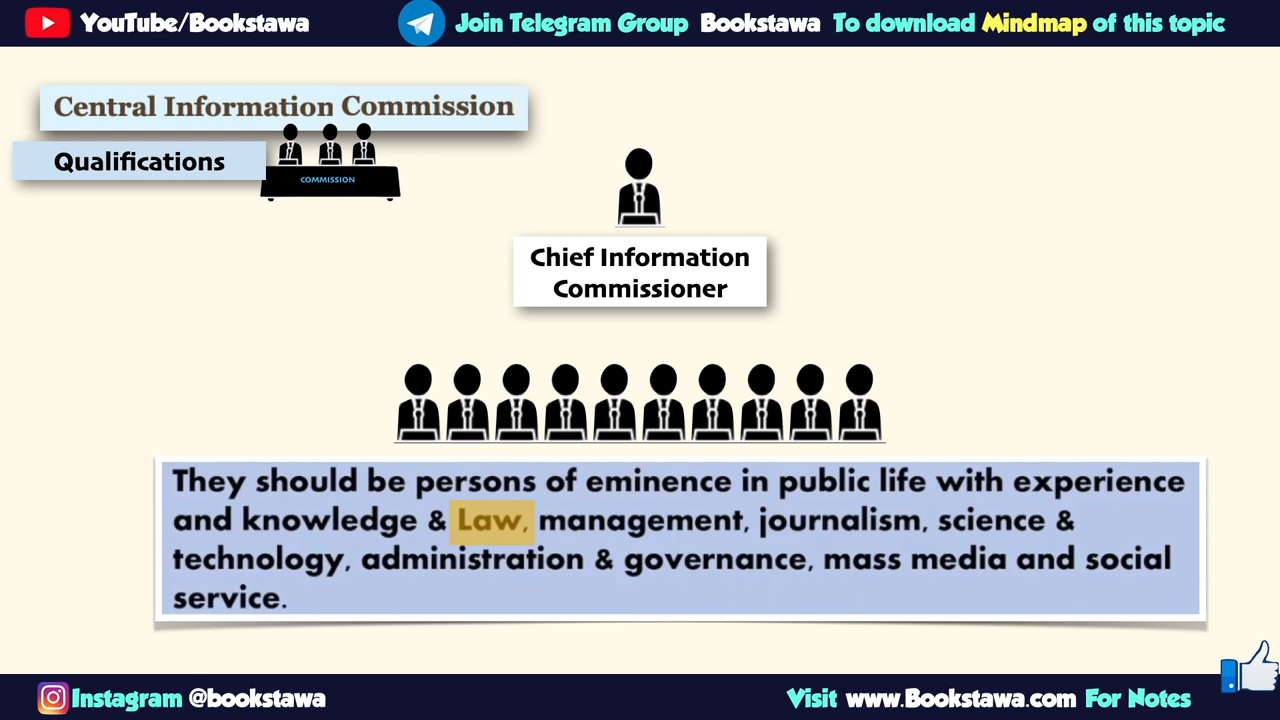 YouTube/Bookstawa
Join Telegram Group Bookstawa To download Mindmap of this topic
Central Information Commission
Qualifications
COMMISSION
Chief Information
Commissioner
They should be persons of eminence in public life with experience
and knowledge & Law, management, journalism, science &
technology, administration & governance, mass media and social
service.
Instagram @bookstawa
Visit www.Bookstawa.com For Notes